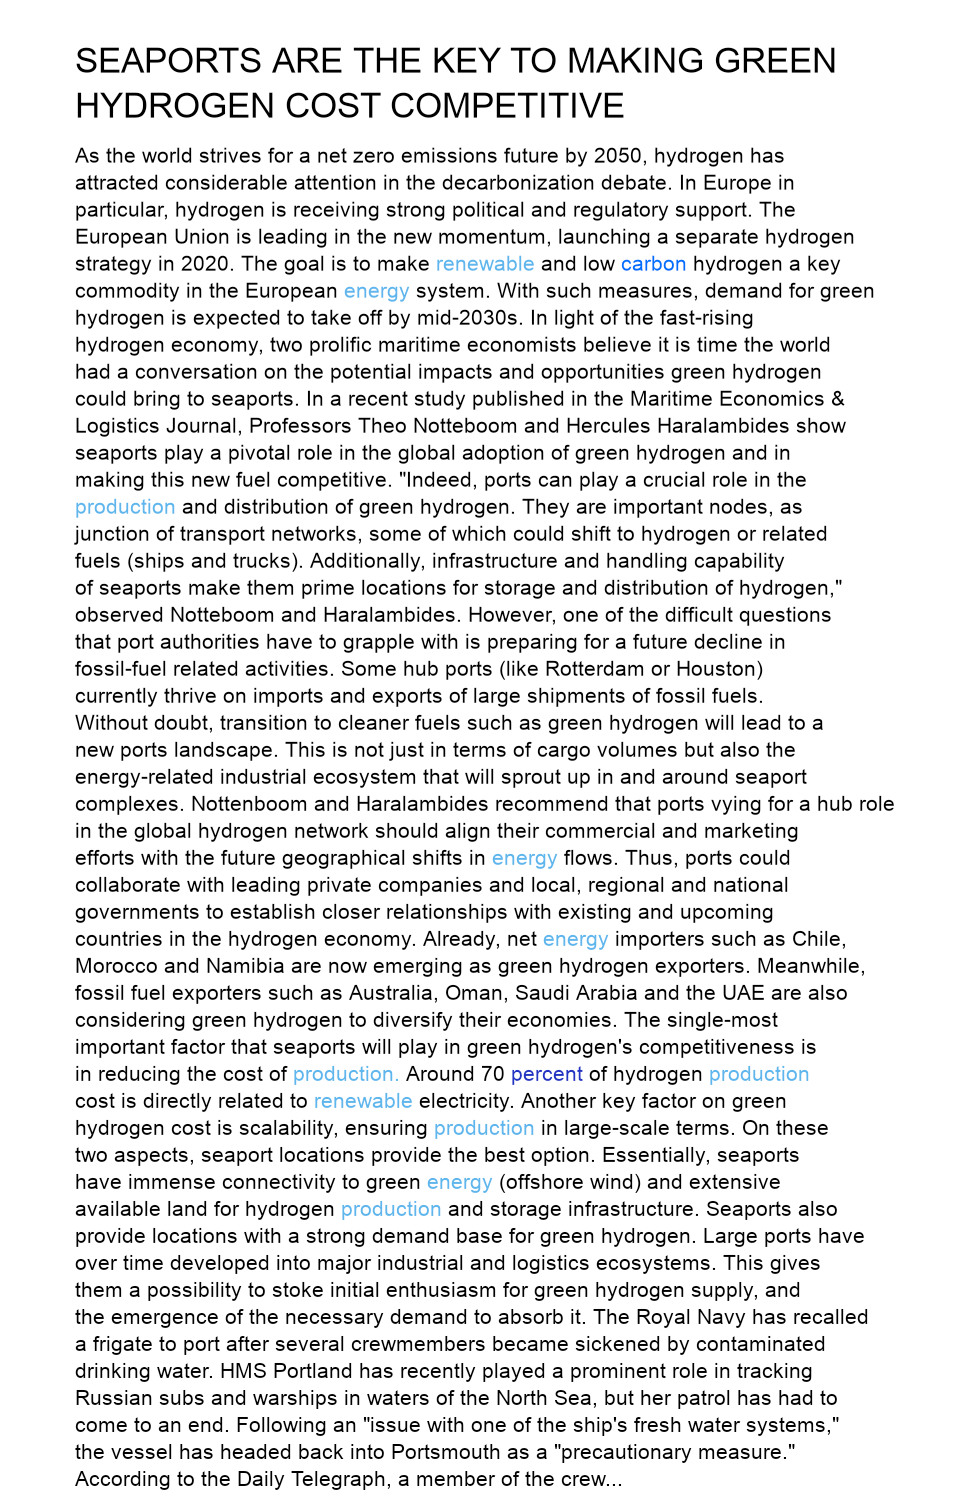 SEAPORTS ARE THE KEY TO MAKING GREEN
HYDROGEN COST COMPETITIVE
As the world strives for a net zero emissions future by 2050, hydrogen has
attracted considerable attention in the decarbonization debate. In Europe in
particular, hydrogen is receiving strong political and regulatory support. The
European Union is leading in the new momentum, launching a separate hydrogen
strategy in 2020. The goal is to make renewable and low carbon hydrogen a key
commodity in the European energy system. With such measures, demand for green
hydrogen is expected to take off by mid-2030s. In light of the fast-rising
hydrogen economy, two prolific maritime economists believe it is time the world
had a conversation on the potential impacts and opportunities green hydrogen
could bring to seaports. In a recent study published in the Maritime Economics &
Logistics Journal, Professors Theo Notteboom and Hercules Haralambides show
seaports play a pivotal role in the global adoption of green hydrogen and in
making this new fuel competitive. "Indeed, ports can play a crucial role in the
production and distribution of green hydrogen. They are important nodes, as
junction of transport networks, some of which could shift to hydrogen or related
fuels (ships and trucks). Additionally, infrastructure and handling capability
of seaports make them prime locations for storage and distribution of hydrogen,"
observed Notteboom and Haralambides. However, one of the difficult questions
that port authorities have to grapple with is preparing for a future decline in
fossil-fuel related activities. Some hub ports (like Rotterdam or Houston)
currently thrive on imports and exports of large shipments of fossil fuels.
Without doubt, transition to cleaner fuels such as green hydrogen will lead to a
new ports landscape. This is not just in terms of cargo volumes but also the
energy-related industrial ecosystem that will sprout up in and around seaport
complexes. Nottenboom and Haralambides recommend that ports vying for a hub role
in the global hydrogen network should align their commercial and marketing
efforts with the future geographical shifts in energy flows. Thus, ports could
collaborate with leading private companies and local, regional and national
governments to establish closer relationships with existing and upcoming
countries in the hydrogen economy. Already, net energy importers such as Chile,
Morocco and Namibia are now emerging as green hydrogen exporters. Meanwhile,
fossil fuel exporters such as Australia, Oman, Saudi Arabia and the UAE are also
considering green hydrogen to diversify their economies. The single-most
important factor that seaports will play in green hydrogen's competitiveness is
in reducing the cost of production. Around 70 percent of hydrogen production
cost is directly related to renewable electricity. Another key factor on green
hydrogen cost is scalability, ensuring production in large-scale terms. On these
two aspects, seaport locations provide the best option. Essentially, seaports
have immense connectivity to green energy (offshore wind) and extensive
available land for hydrogen production and storage infrastructure. Seaports also
provide locations with a strong demand base for green hydrogen. Large ports have
over time developed into major industrial and logistics ecosystems. This gives
them a possibility to stoke initial enthusiasm for green hydrogen supply, and
the emergence of the necessary demand to absorb it. The Royal Navy has recalled
a frigate to port after several crewmembers became sickened by contaminated
drinking water. HMS Portland has recently played a prominent role in tracking
Russian subs and warships in waters of the North Sea, but her patrol has had to
come to an end. Following an "issue with one of the ship's fresh water systems,"
the vessel has headed back into Portsmouth as a "precautionary measure."
According to the Daily Telegraph, a member of the crew...